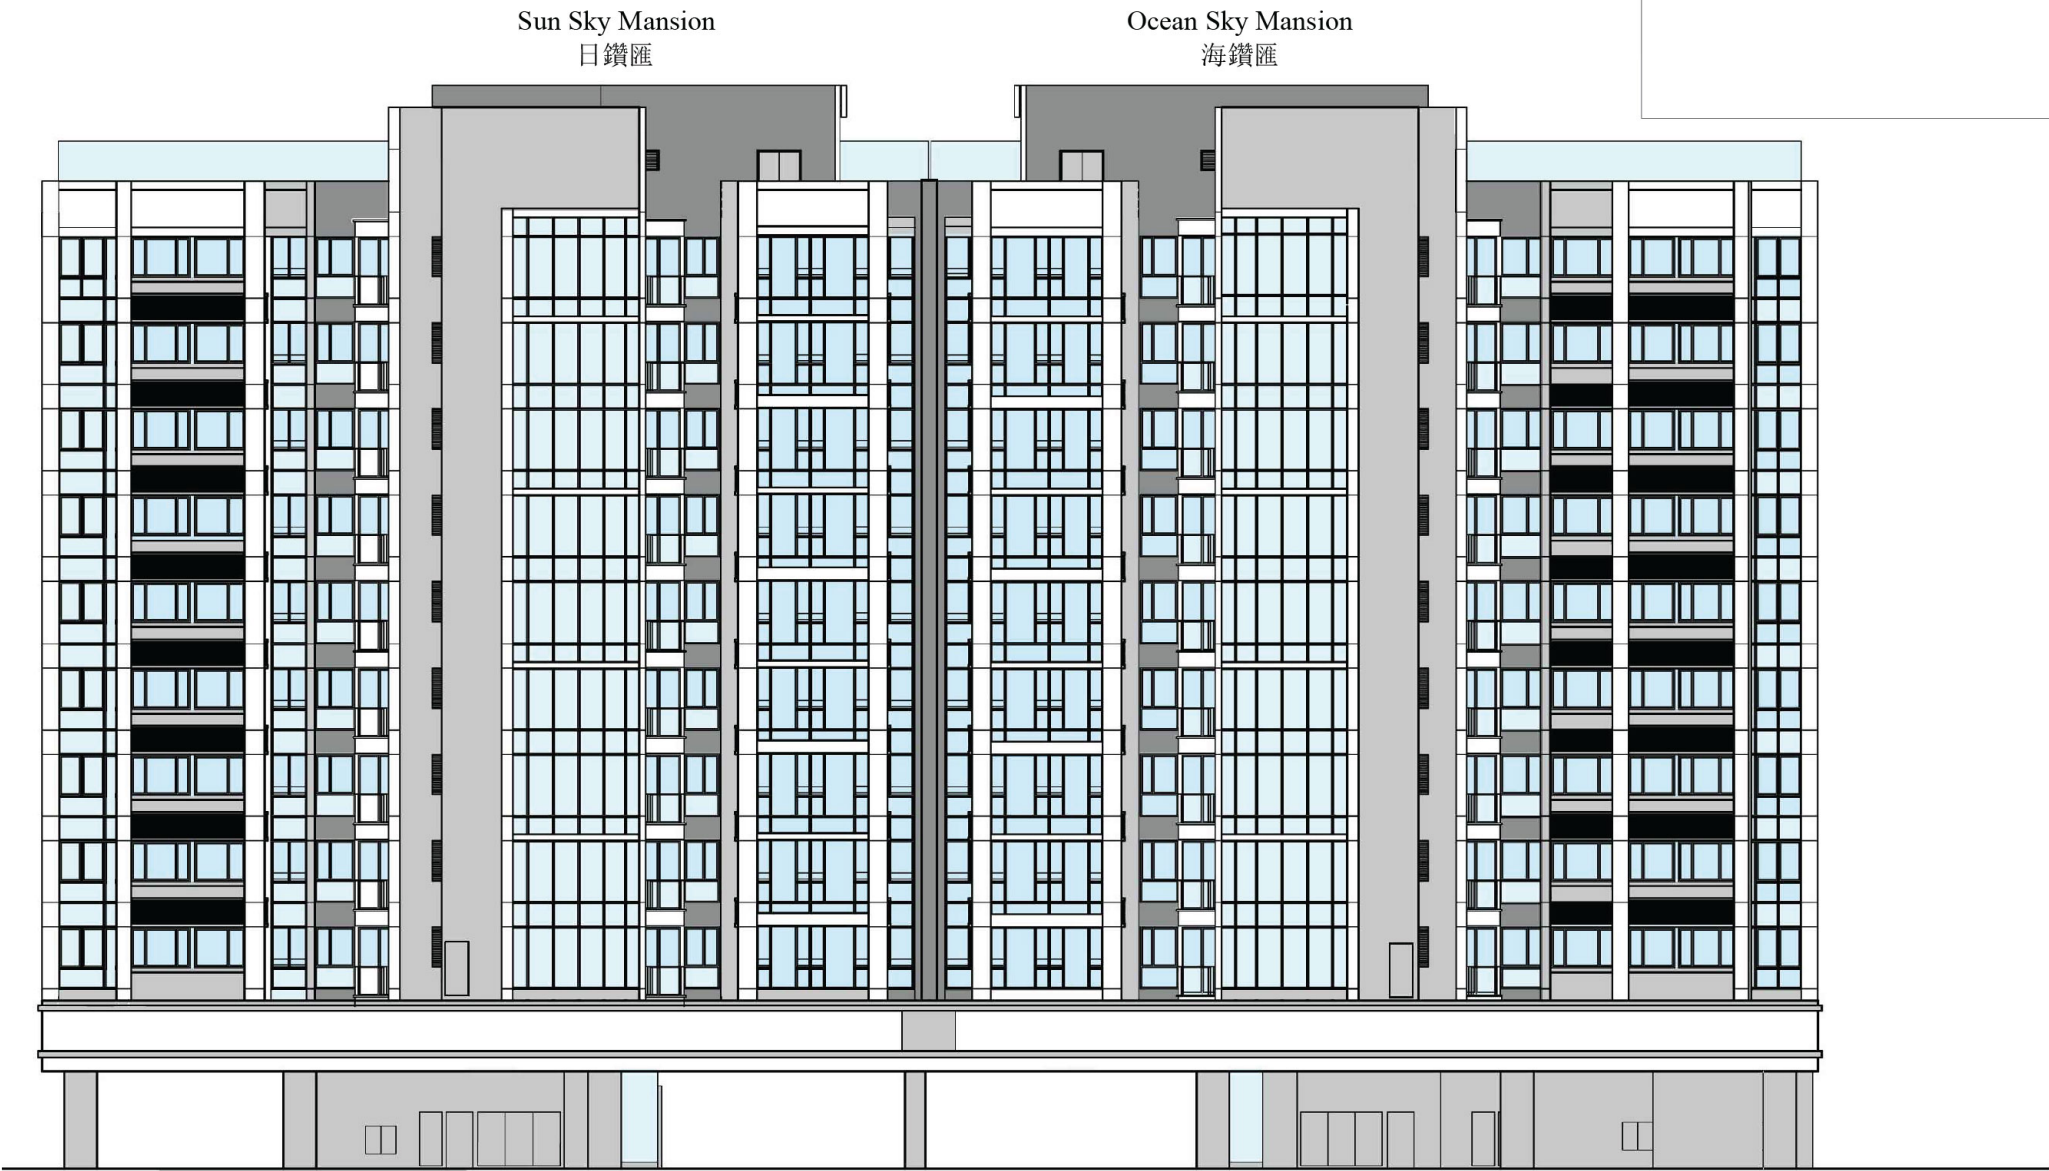 Sun Sky Mansion
日鑽匯
Ocean Sky Mansion
海鑽匯